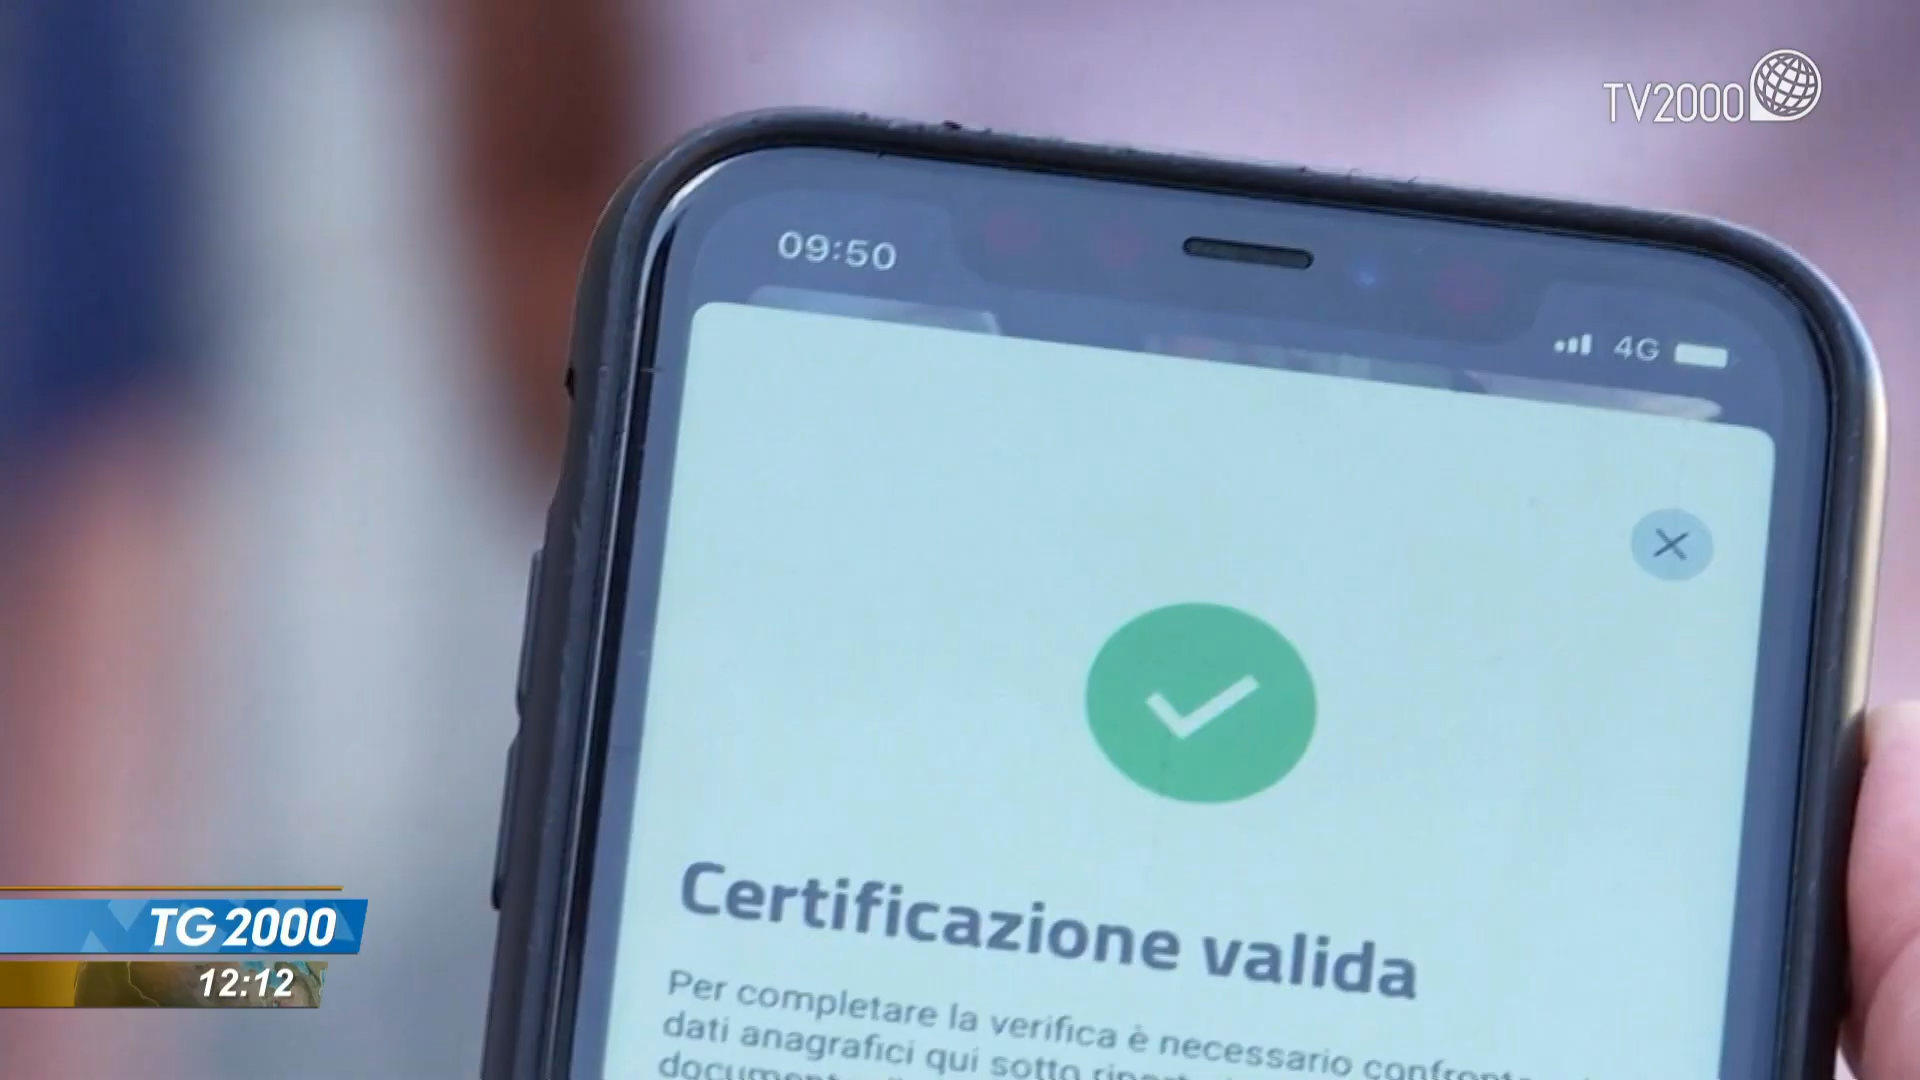 TV2000
09:50
4G
Certificazione valida
Per completare la verifica è necessario
dati anagrafici qui sotto
TG 2000
12:12